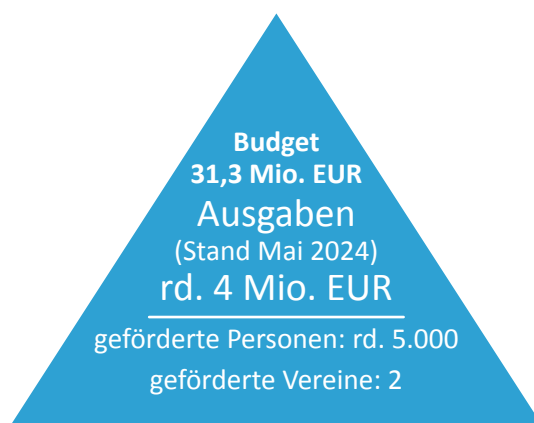 Budget
31,3 Mio. EUR
Ausgaben
(Stand Mai 2024)
rd. 4 Mio. EUR
geförderte Personen: rd. 5.000
geförderte Vereine: 2